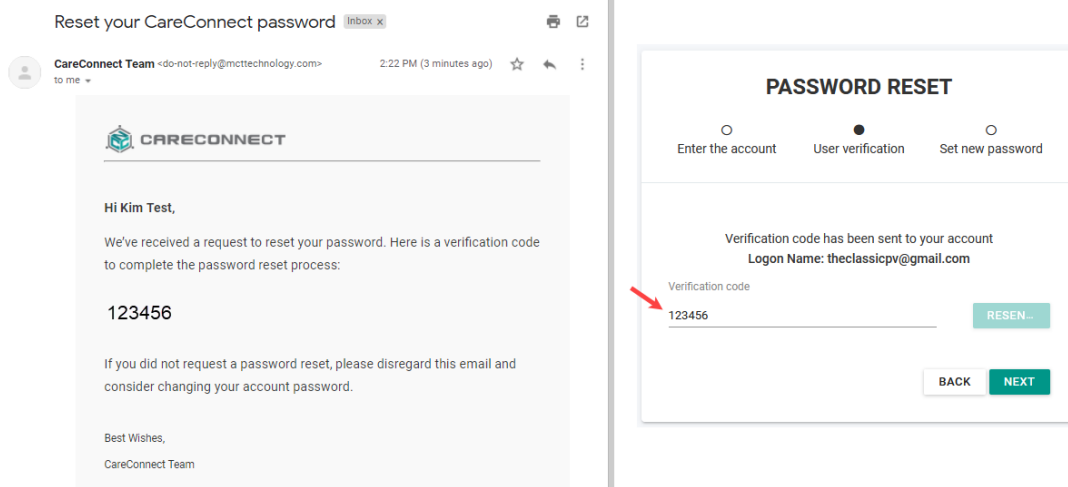 Reset your CareConnect password Inbox x
CareConnect Team <do-not-reply@mcttechnology.com> 2:22 PM (3 minutes ago)
to me
CARECONNECT
Hi Kim Test,
We've received a request to reset your password. Here is a verification code
to complete the password reset process:
123456
If you did not request a password reset, please disregard this email and
consider changing your account password.
Best Wishes,
CareConnect Team
PASSWORD RESET
Enter the account User verification Set new password
Verification code has been sent to your account
Logon Name: theclassicpv@gmail.com
Verification code
123456 RESEN...
BACK NEXT